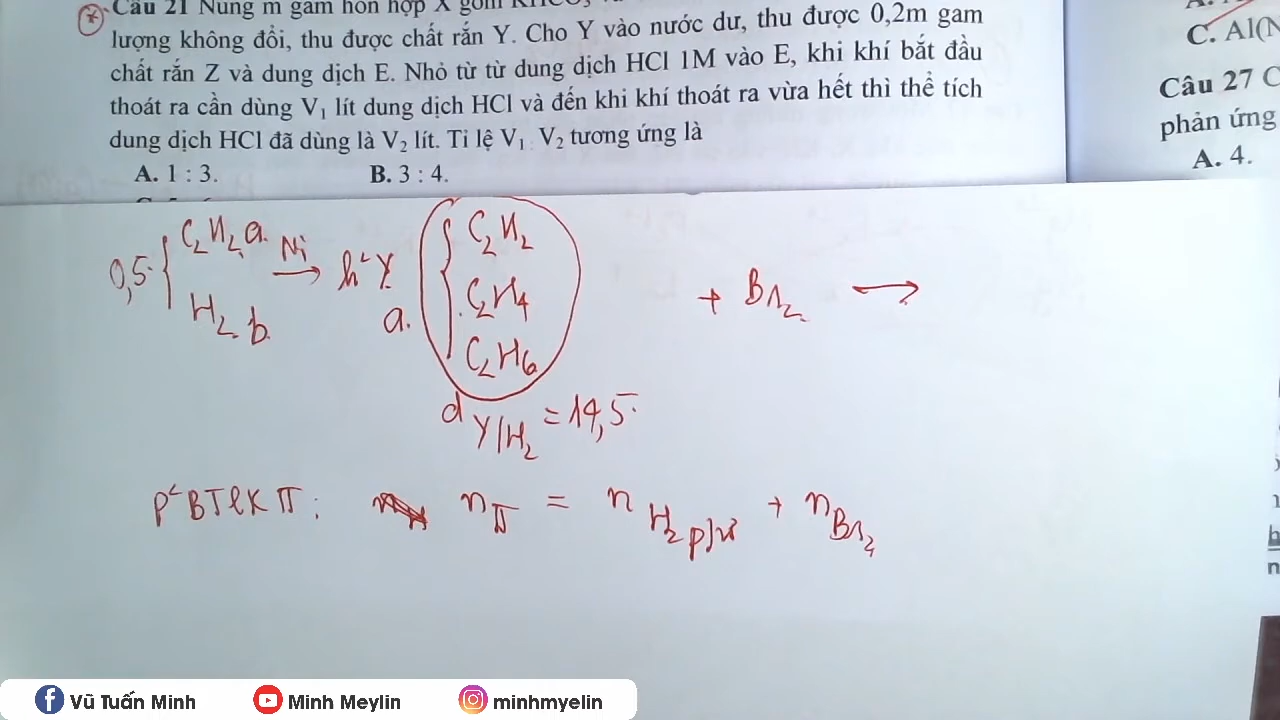 Câu 21 Nung m gam hỗn hợp X gồm
lượng không đổi, thu được chất rắn Y. Cho Y vào nước dư, thu được 0,2m gam
chất rắn Z và dung dịch E. Nhỏ từ từ dung dịch HCl 1M vào E, khi khí bắt đầu
thoát ra cần dùng V₁ lít dung dịch HCl và đến khi khí thoát ra vừa hết thì thể tích
dung dịch HCl đã dùng là V₂ lít. Tỉ lệ V₁ : V₂ tương ứng là
A. 1 : 3. B. 3 : 4.
C. Al(N
Câu 27 C
phản ứng
A. 4.
0,5 { C₂H₂ a. H₂ b. Ni → h² Y a. { C₂H₂ C₂H₄ C₂H₆ + Br₂ →
d Y/H₂ = 14,5
P² BTlK π : n π = n H₂ p/ư + n Br₂
Vũ Tuấn Minh Minh Meylin minhmyelin